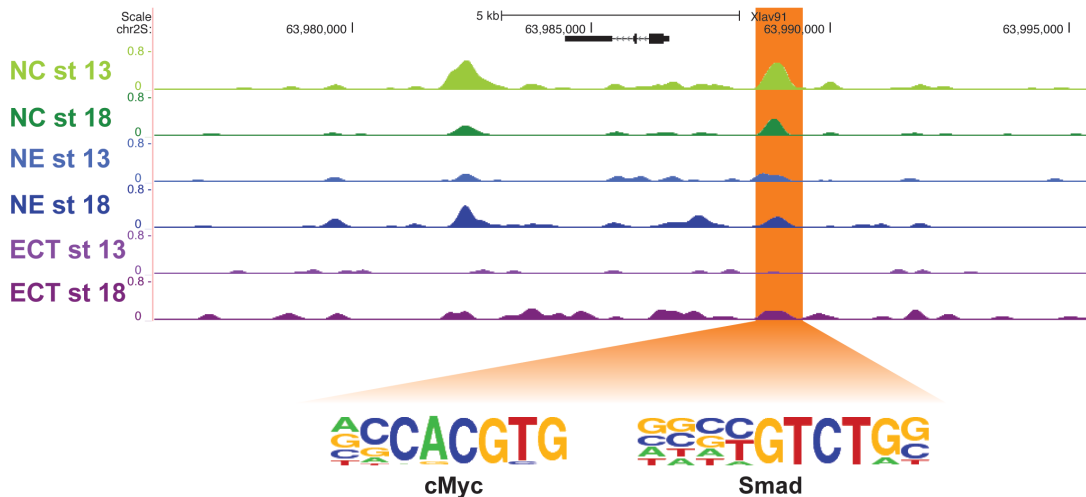 Scale 5 kb Xlav91
chr2S: 63,980,000 63,985,000 63,990,000 63,995,000
0.8
NC st 13
0
0.8
NC st 18
0
NE st 13
0
0.8
NE st 18
0
0.8
ECT st 13
0
0.8
ECT st 18
0
CACGTG GTCTG
cMyc Smad